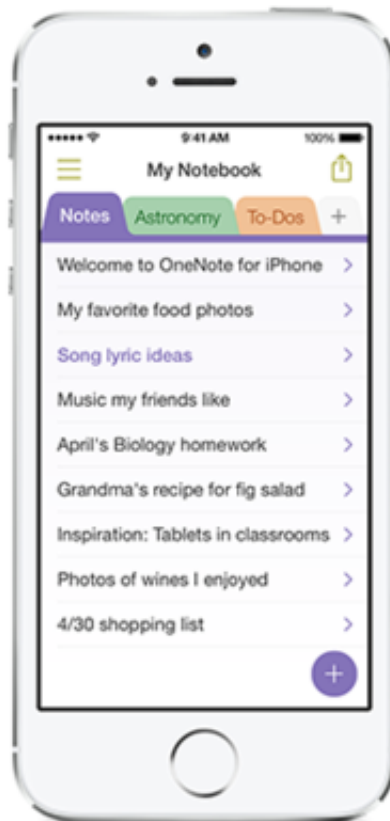 9:41 AM 100%
My Notebook
Notes Astronomy To-Dos +
Welcome to OneNote for iPhone
My favorite food photos
Song lyric ideas
Music my friends like
April's Biology homework
Grandma's recipe for fig salad
Inspiration: Tablets in classrooms
Photos of wines I enjoyed
4/30 shopping list
+